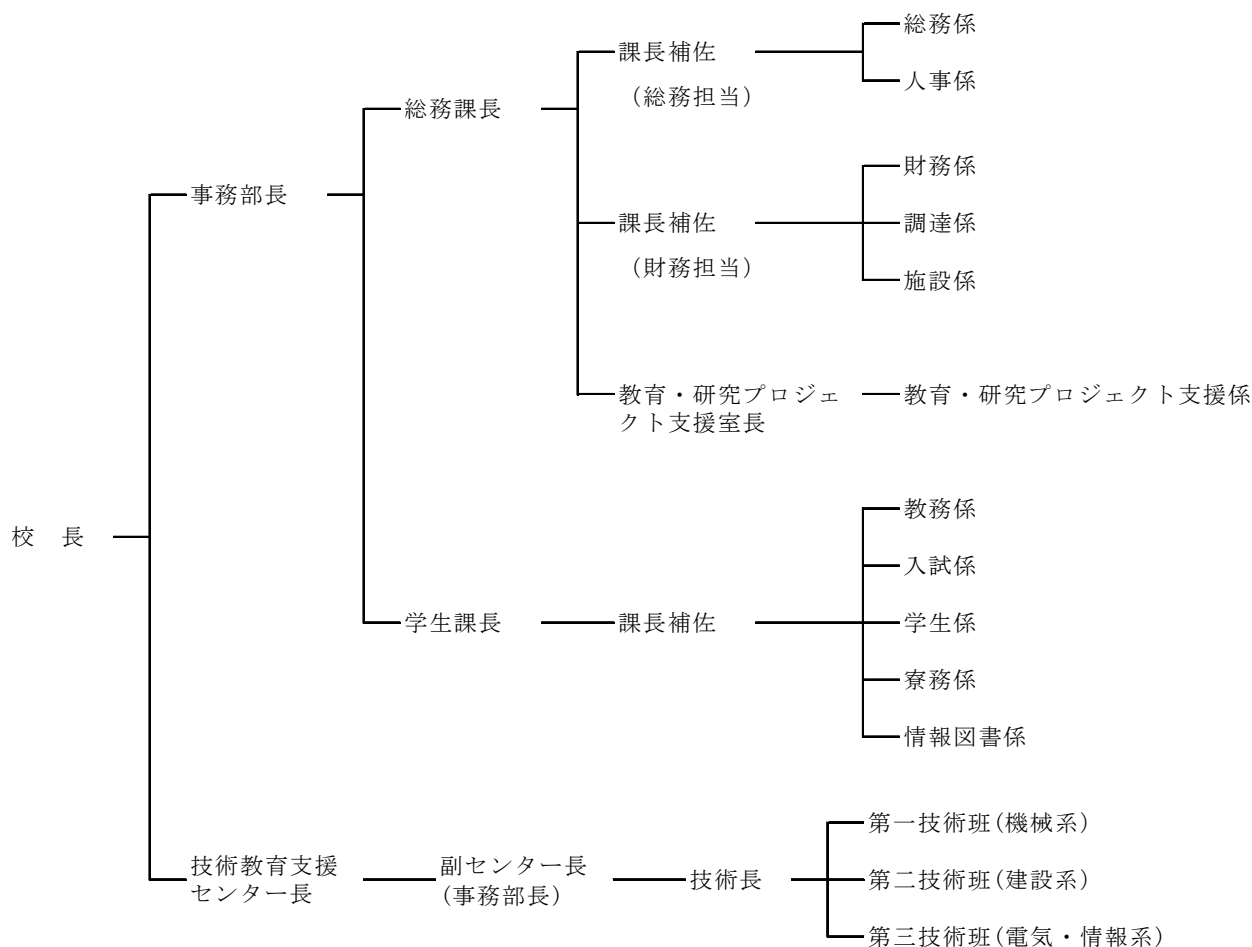 総務係
課長補佐
(総務担当)
人事係
総務課長
財務係
事務部長
課長補佐
(財務担当)
調達係
施設係
教育・研究プロジェ
クト支援室長
教育・研究プロジェクト支援係
校　長
教務係
入試係
学生課長
課長補佐
学生係
寮務係
情報図書係
第一技術班(機械系)
技術教育支援
センター長
副センター長
(事務部長)
技術長
第二技術班(建設系)
第三技術班(電気・情報系)